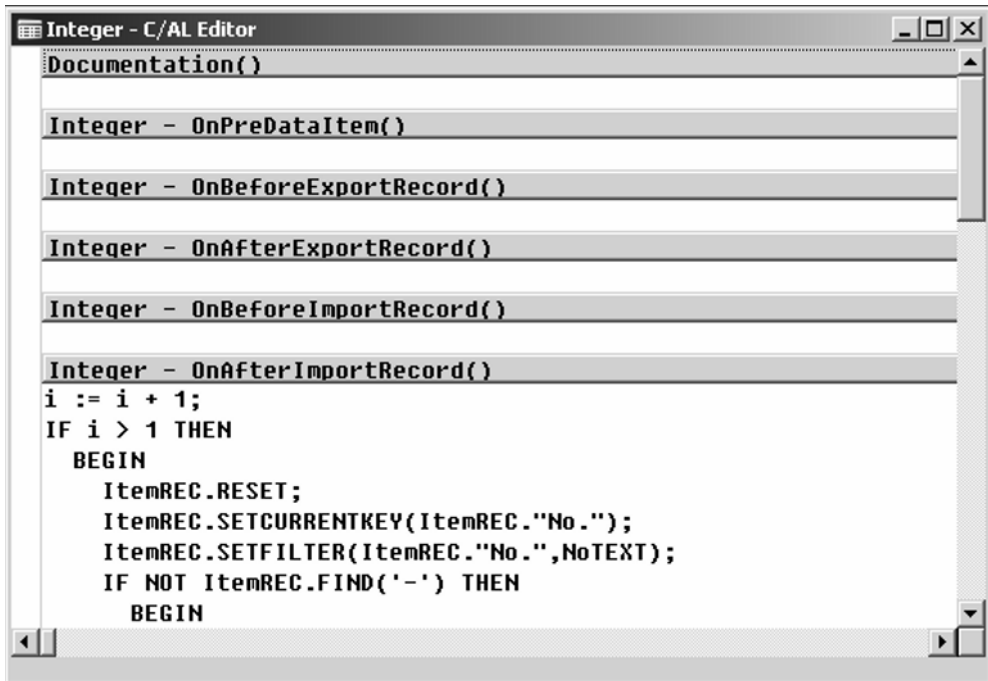 Integer - C/AL Editor
Documentation()
Integer - OnPreDataItem()
Integer - OnBeforeExportRecord()
Integer - OnAfterExportRecord()
Integer - OnBeforeImportRecord()
Integer - OnAfterImportRecord()
i := i + 1;
IF i > 1 THEN
BEGIN
ItemREC.RESET;
ItemREC.SETCURRENTKEY(ItemREC."No.");
ItemREC.SETFILTER(ItemREC."No.",NoTEXT);
IF NOT ItemREC.FIND('-') THEN
BEGIN